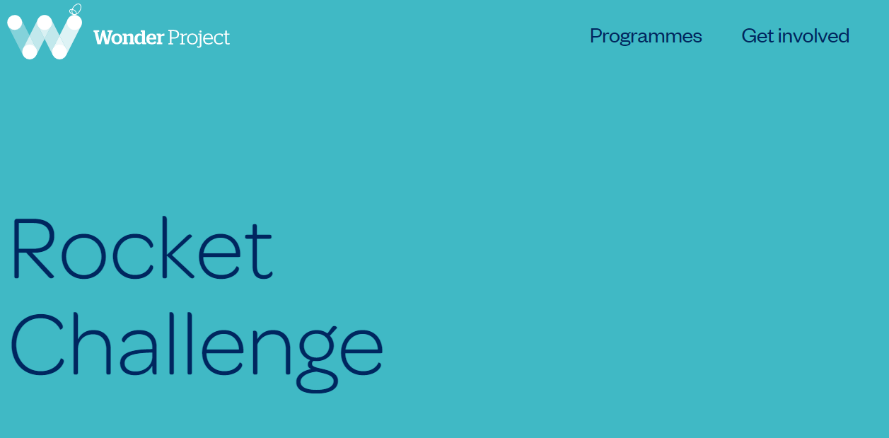 Wonder Project
Programmes
Get involved
Rocket
Challenge